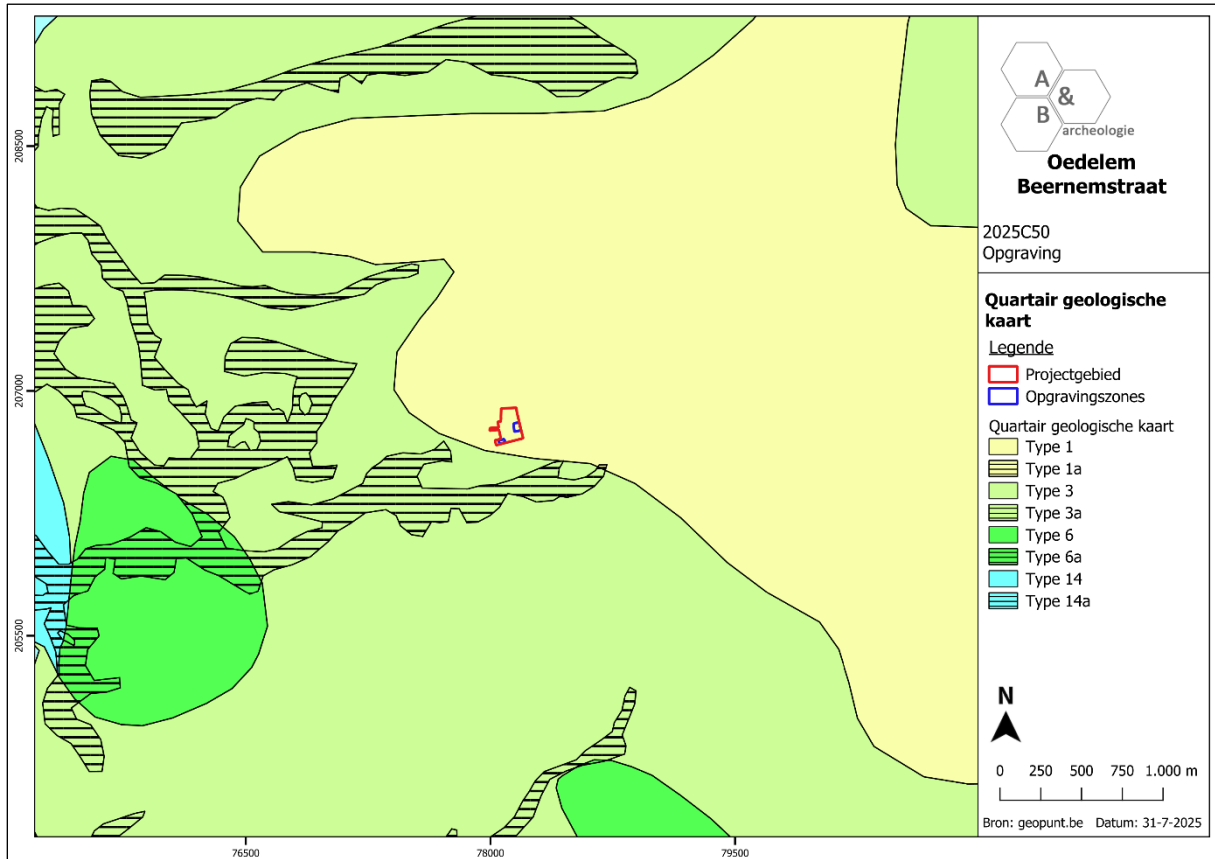 A
&
B
archeologie
Oedelem
Beernemstraat
2025C50
Opgraving
Quartair geologische
kaart
Legende
Projectgebied
Opgravingszones
Quartair geologische kaart
Type 1
Type 1a
Type 3
Type 3a
Type 6
Type 6a
Type 14
Type 14a
N
0 250 500 750 1.000 m
Bron: geopunt.be Datum: 31-7-2025
208500
207000
205500
76500 78000 79500